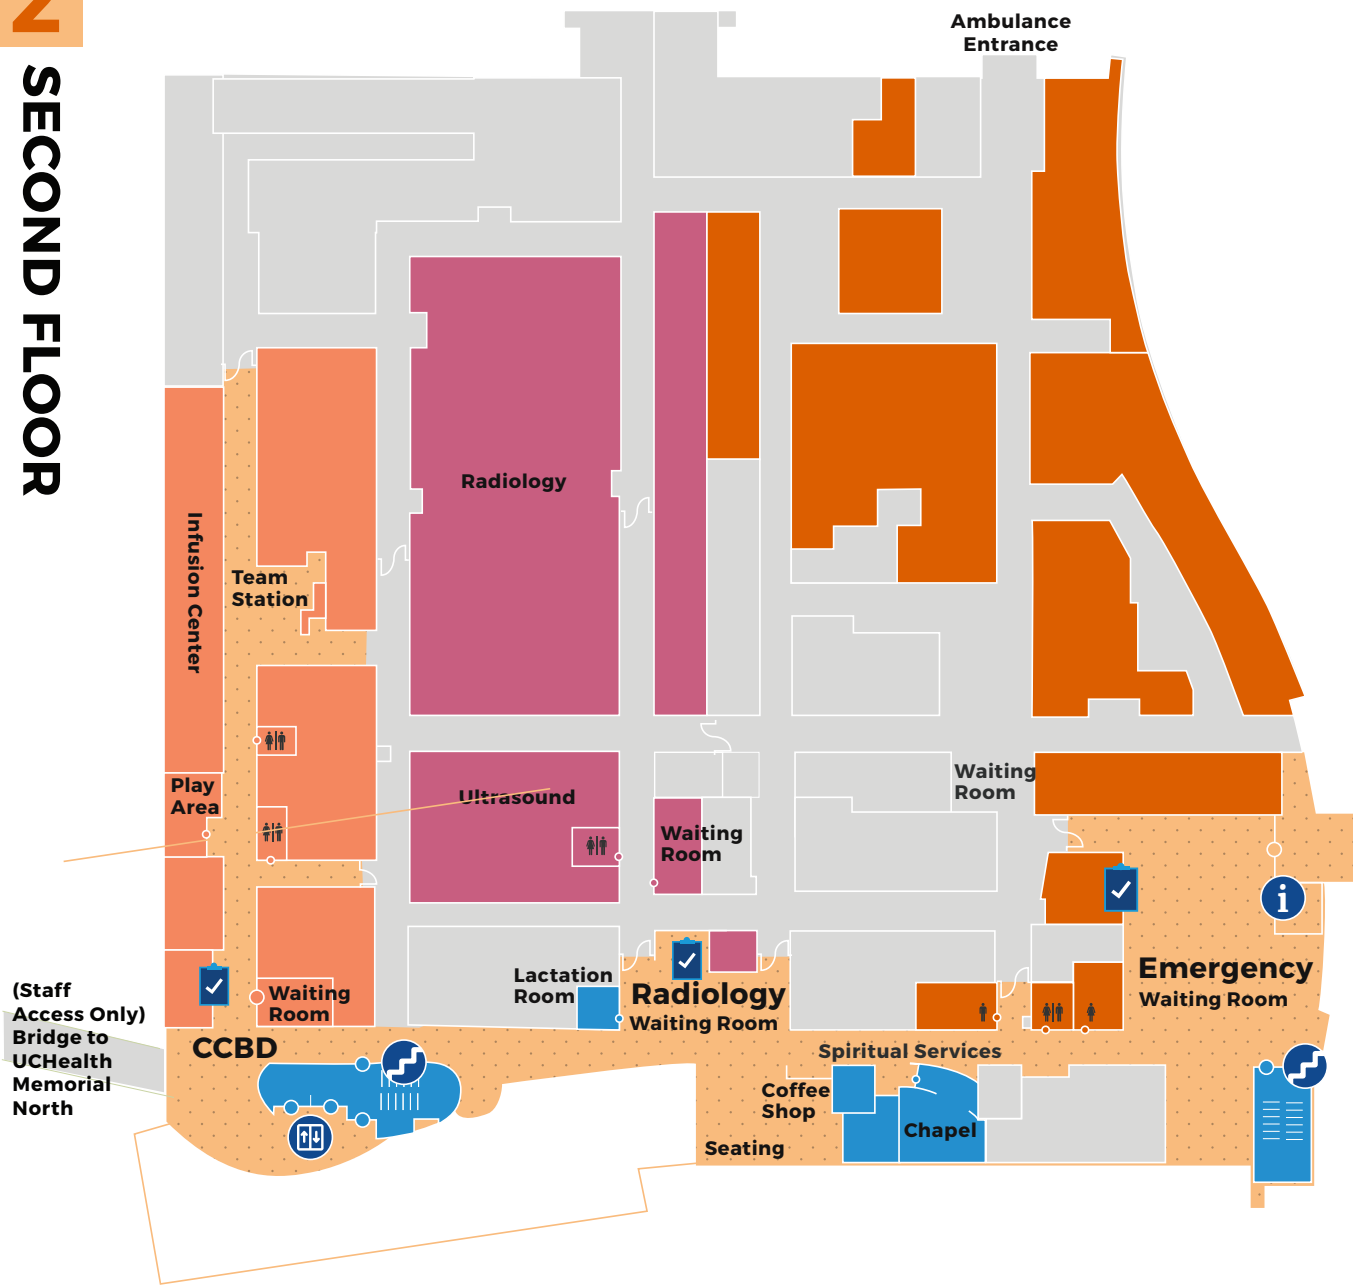 2
SECOND FLOOR
Ambulance
Entrance
Radiology
Infusion Center
Team
Station
Play
Area
Ultrasound
Waiting
Room
Waiting
Room
Lactation
Room
Radiology
Waiting Room
Emergency
Waiting Room
Waiting
Room
(Staff
Access Only)
Bridge to
UCHealth
Memorial
North
CCBD
Spiritual Services
Coffee
Shop
Chapel
Seating
i